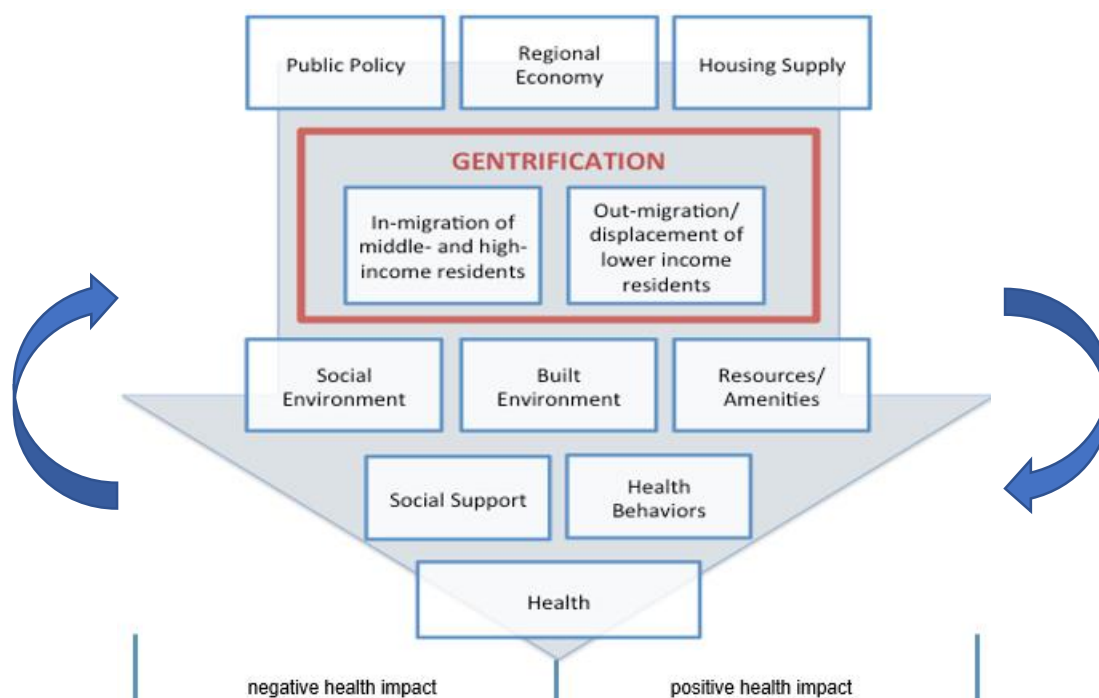 Public Policy
Regional
Economy
Housing Supply
GENTRIFICATION
In-migration of
middle- and high-
income residents
Out-migration/
displacement of
lower income
residents
Social
Environment
Built
Environment
Resources/
Amenities
Social Support
Health
Behaviors
Health
negative health impact
positive health impact